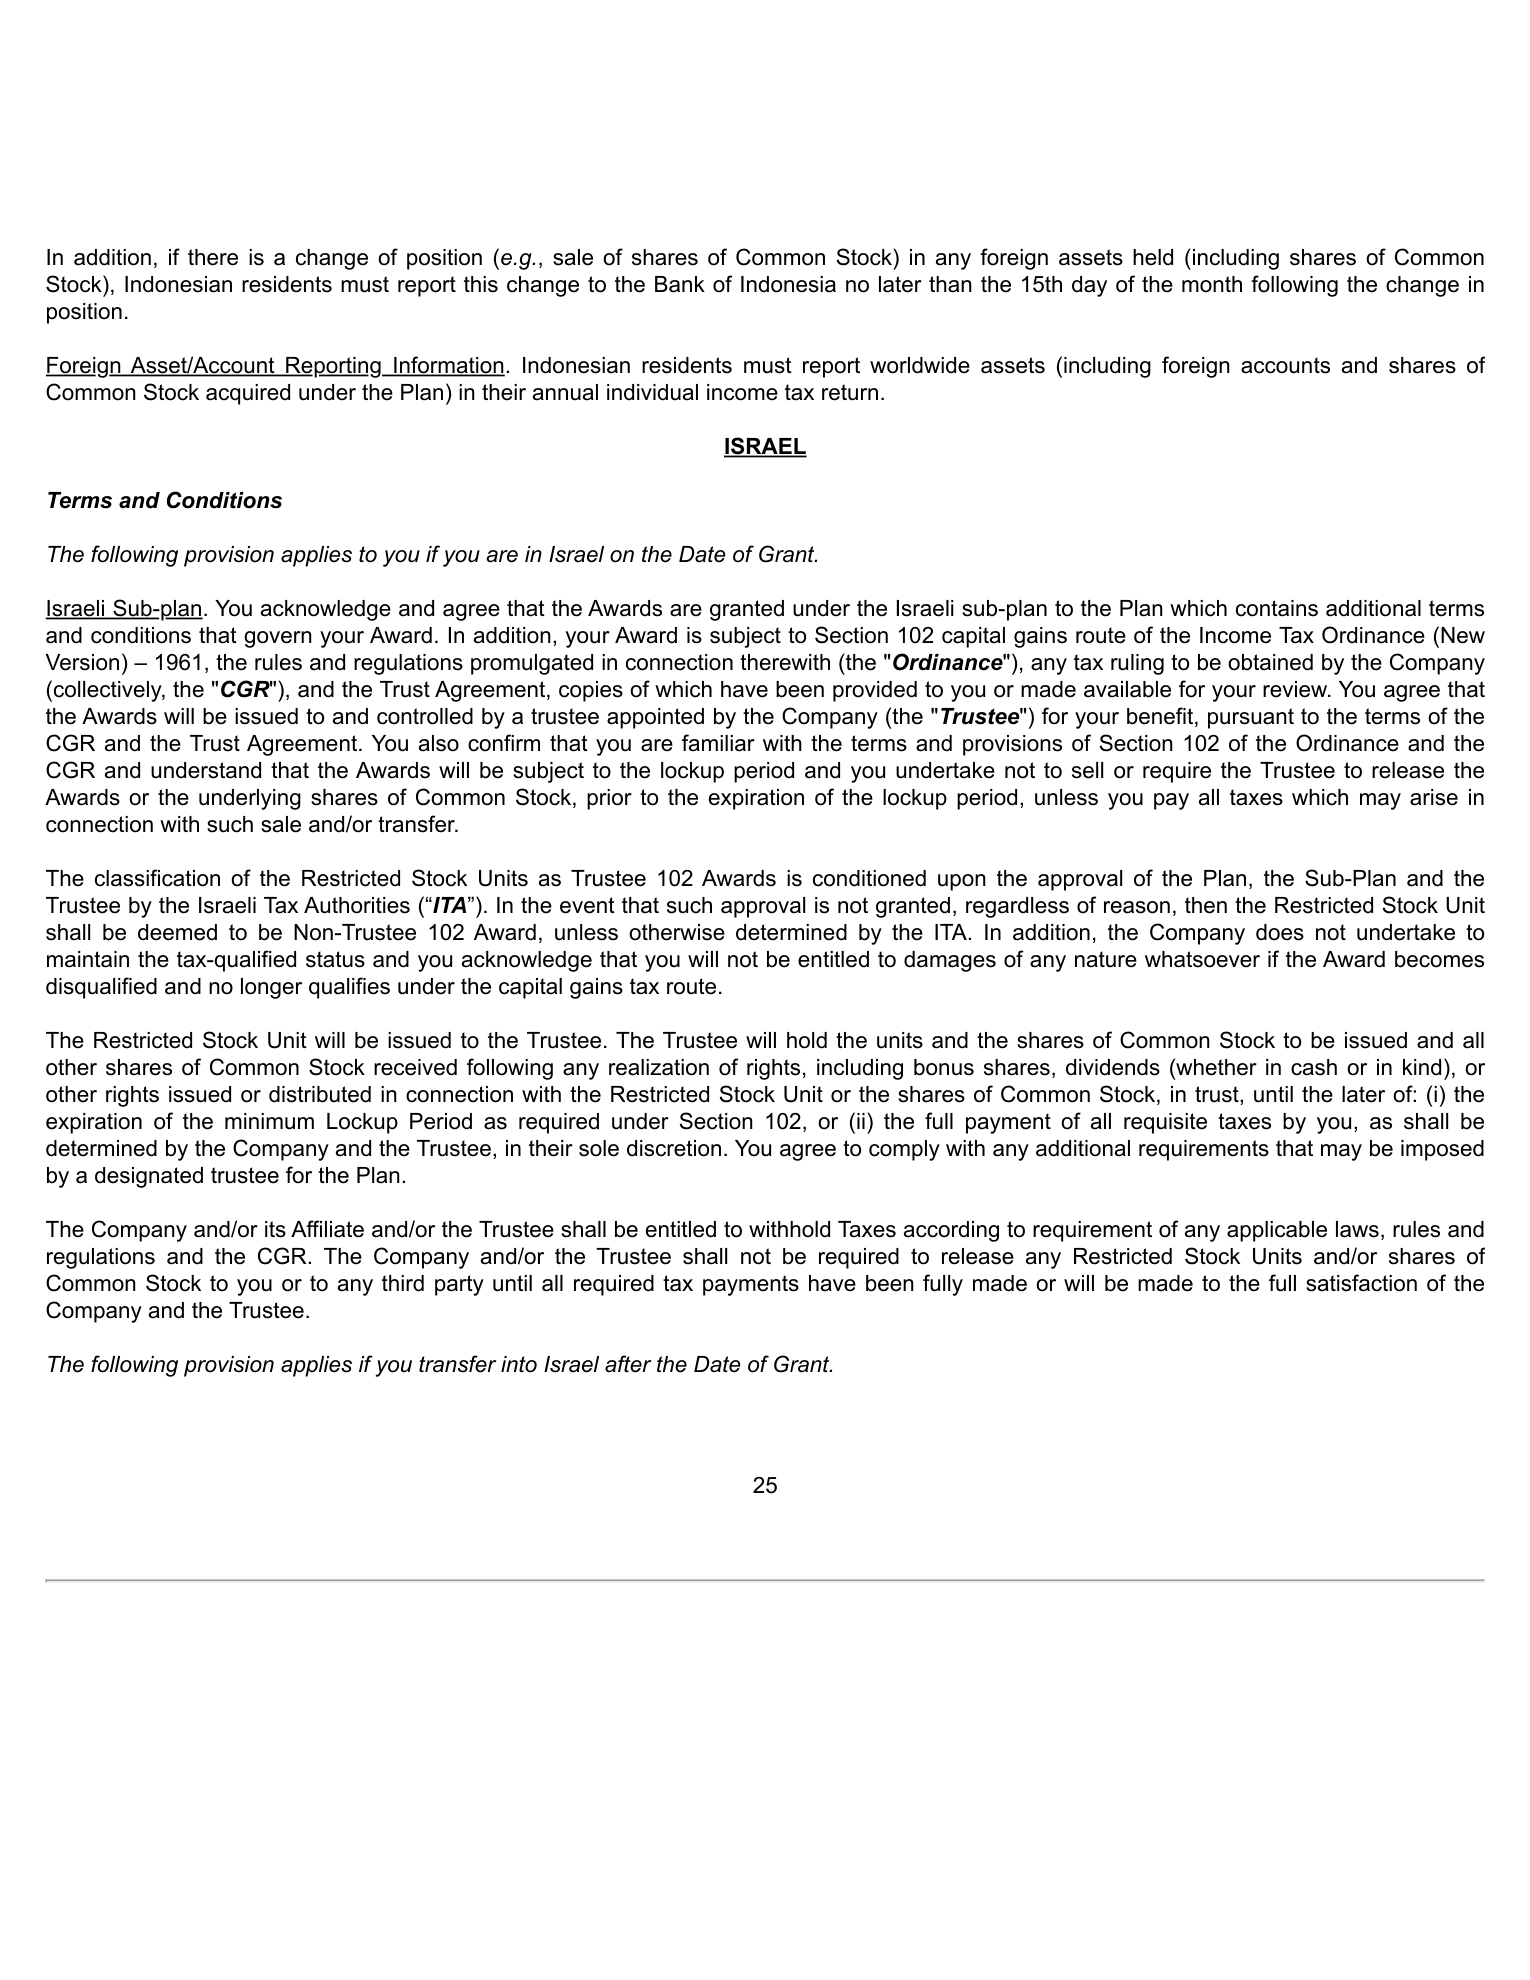 In addition, if there is a change of position (e.g., sale of shares of Common Stock) in any foreign assets held (including shares of Common
Stock), Indonesian residents must report this change to the Bank of Indonesia no later than the 15th day of the month following the change in
position.
Foreign Asset/Account Reporting Information. Indonesian residents must report worldwide assets (including foreign accounts and shares of
Common Stock acquired under the Plan) in their annual individual income tax return.
ISRAEL
Terms and Conditions
The following provision applies to you if you are in Israel on the Date of Grant.
Israeli Sub-plan. You acknowledge and agree that the Awards are granted under the Israeli sub-plan to the Plan which contains additional terms
and conditions that govern your Award. In addition, your Award is subject to Section 102 capital gains route of the Income Tax Ordinance (New
Version) – 1961, the rules and regulations promulgated in connection therewith (the "Ordinance"), any tax ruling to be obtained by the Company
(collectively, the "CGR"), and the Trust Agreement, copies of which have been provided to you or made available for your review. You agree that
the Awards will be issued to and controlled by a trustee appointed by the Company (the "Trustee") for your benefit, pursuant to the terms of the
CGR and the Trust Agreement. You also confirm that you are familiar with the terms and provisions of Section 102 of the Ordinance and the
CGR and understand that the Awards will be subject to the lockup period and you undertake not to sell or require the Trustee to release the
Awards or the underlying shares of Common Stock, prior to the expiration of the lockup period, unless you pay all taxes which may arise in
connection with such sale and/or transfer.
The classification of the Restricted Stock Units as Trustee 102 Awards is conditioned upon the approval of the Plan, the Sub-Plan and the
Trustee by the Israeli Tax Authorities (“ITA”). In the event that such approval is not granted, regardless of reason, then the Restricted Stock Unit
shall be deemed to be Non-Trustee 102 Award, unless otherwise determined by the ITA. In addition, the Company does not undertake to
maintain the tax-qualified status and you acknowledge that you will not be entitled to damages of any nature whatsoever if the Award becomes
disqualified and no longer qualifies under the capital gains tax route.
The Restricted Stock Unit will be issued to the Trustee. The Trustee will hold the units and the shares of Common Stock to be issued and all
other shares of Common Stock received following any realization of rights, including bonus shares, dividends (whether in cash or in kind), or
other rights issued or distributed in connection with the Restricted Stock Unit or the shares of Common Stock, in trust, until the later of: (i) the
expiration of the minimum Lockup Period as required under Section 102, or (ii) the full payment of all requisite taxes by you, as shall be
determined by the Company and the Trustee, in their sole discretion. You agree to comply with any additional requirements that may be imposed
by a designated trustee for the Plan.
The Company and/or its Affiliate and/or the Trustee shall be entitled to withhold Taxes according to requirement of any applicable laws, rules and
regulations and the CGR. The Company and/or the Trustee shall not be required to release any Restricted Stock Units and/or shares of
Common Stock to you or to any third party until all required tax payments have been fully made or will be made to the full satisfaction of the
Company and the Trustee.
The following provision applies if you transfer into Israel after the Date of Grant.
25